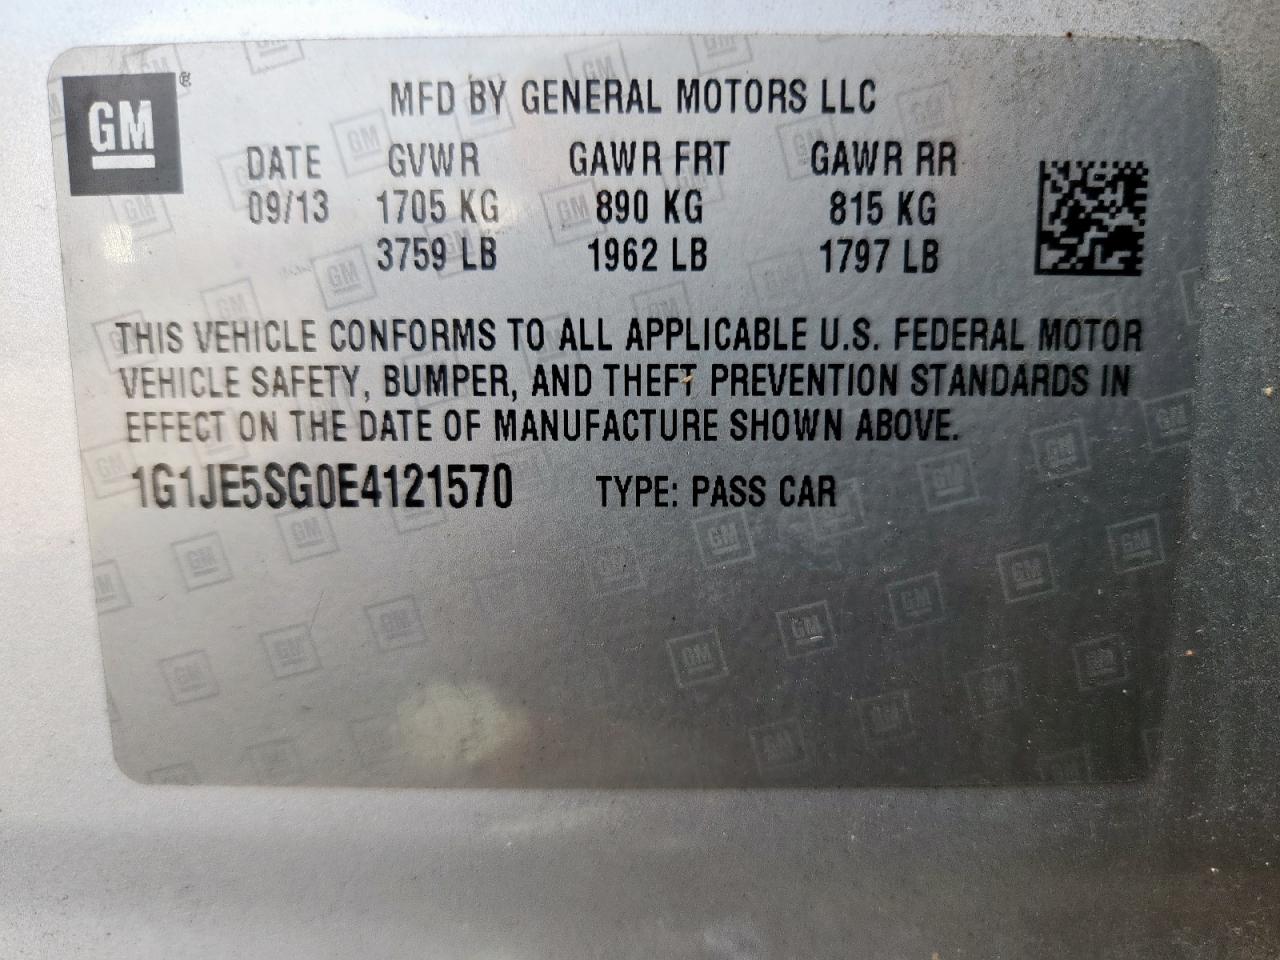 GM ®
MFD BY GENERAL MOTORS LLC
DATE GVWR GAWR FRT GAWR RR
09/13 1705 KG 890 KG 815 KG
3759 LB 1962 LB 1797 LB
THIS VEHICLE CONFORMS TO ALL APPLICABLE U.S. FEDERAL MOTOR
VEHICLE SAFETY, BUMPER, AND THEFT PREVENTION STANDARDS IN
EFFECT ON THE DATE OF MANUFACTURE SHOWN ABOVE.
1G1JE5SG0E4121570 TYPE: PASS CAR